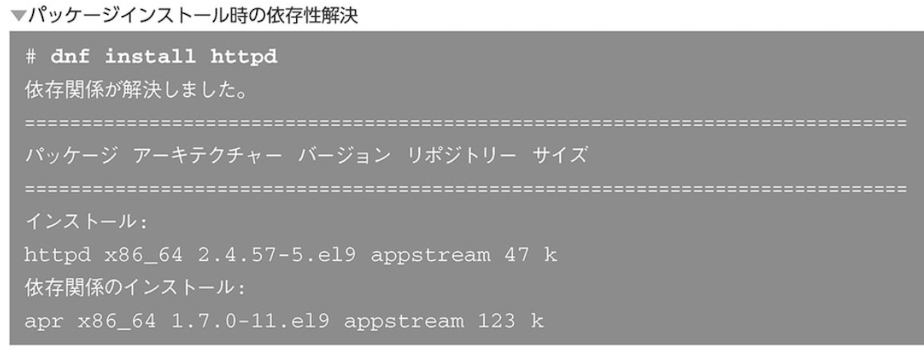 ▼パッケージインストール時の依存性解決
# dnf install httpd
依存関係が解決しました。
==============================================================================
パッケージ アーキテクチャー バージョン リポジトリー サイズ
==============================================================================
インストール:
httpd x86_64 2.4.57-5.el9 appstream 47 k
依存関係のインストール:
apr x86_64 1.7.0-11.el9 appstream 123 k